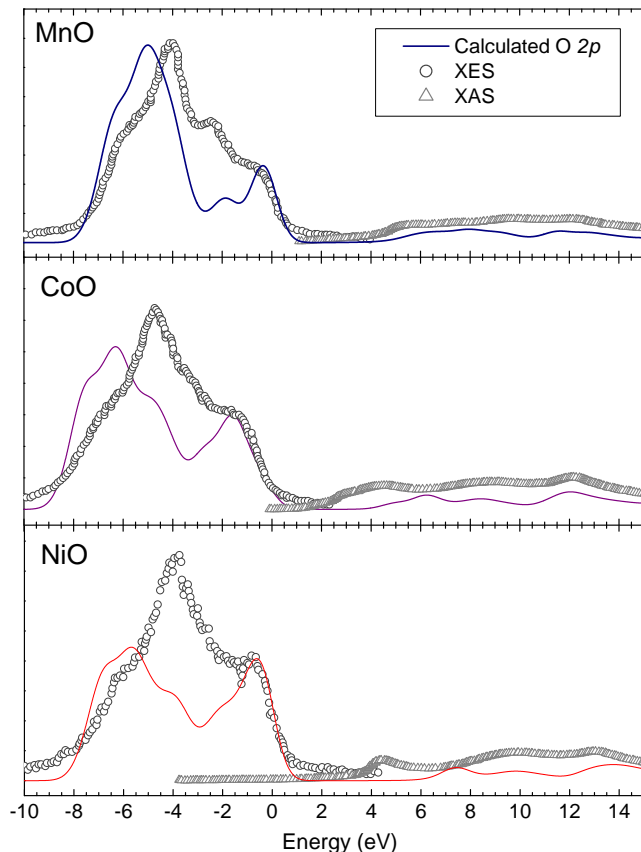 MnO
Calculated O 2p
XES
XAS
CoO
NiO
-10 -8 -6 -4 -2 0 2 4 6 8 10 12 14
Energy (eV)